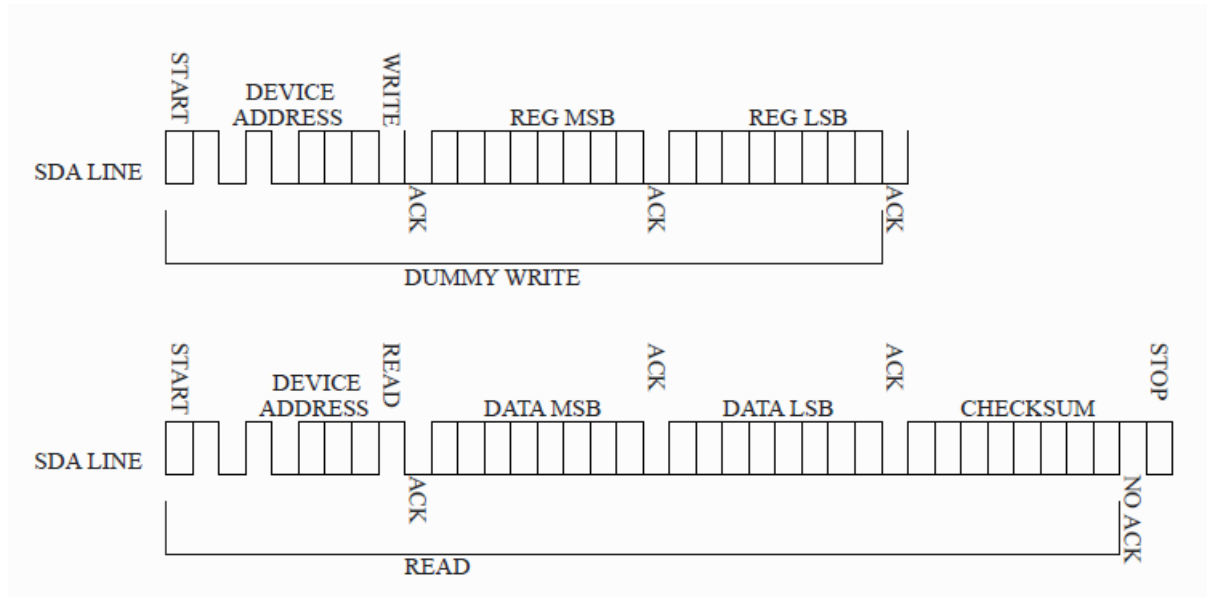 START
DEVICE
ADDRESS
WRITE
REG MSB
REG LSB
SDA LINE
ACK
ACK
ACK
DUMMY WRITE
START
DEVICE
ADDRESS
READ
DATA MSB
ACK
DATA LSB
ACK
CHECKSUM
STOP
SDA LINE
ACK
NO ACK
READ